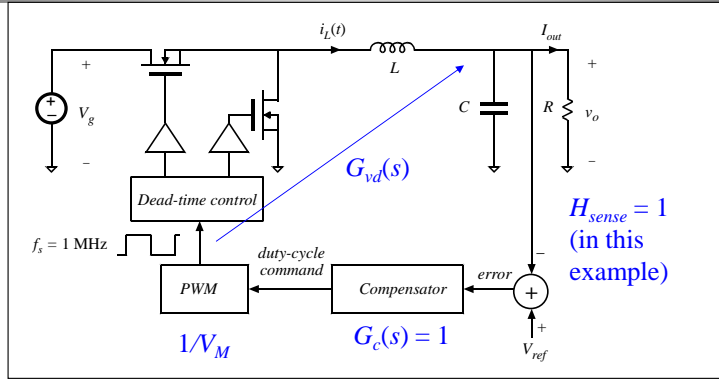 i_L(t)
I_out
+
L
+
+
–
V_g
C
R
v_o
–
–
G_vd(s)
Dead-time control
H_sense = 1
(in this
example)
f_s = 1 MHz
duty-cycle
command
error
–
PWM
Compensator
+
+
1/V_M
G_c(s) = 1
V_ref